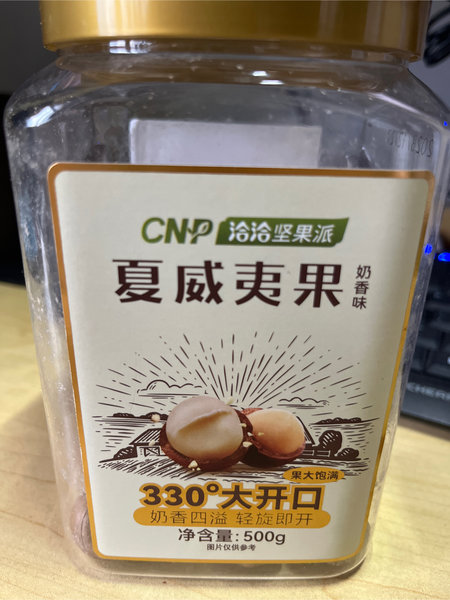 CNP 洽洽坚果派
夏威夷果
奶香味
果大饱满
330°大开口
奶香四溢 轻旋即开
净含量:500g
图片仅供参考
CHERR